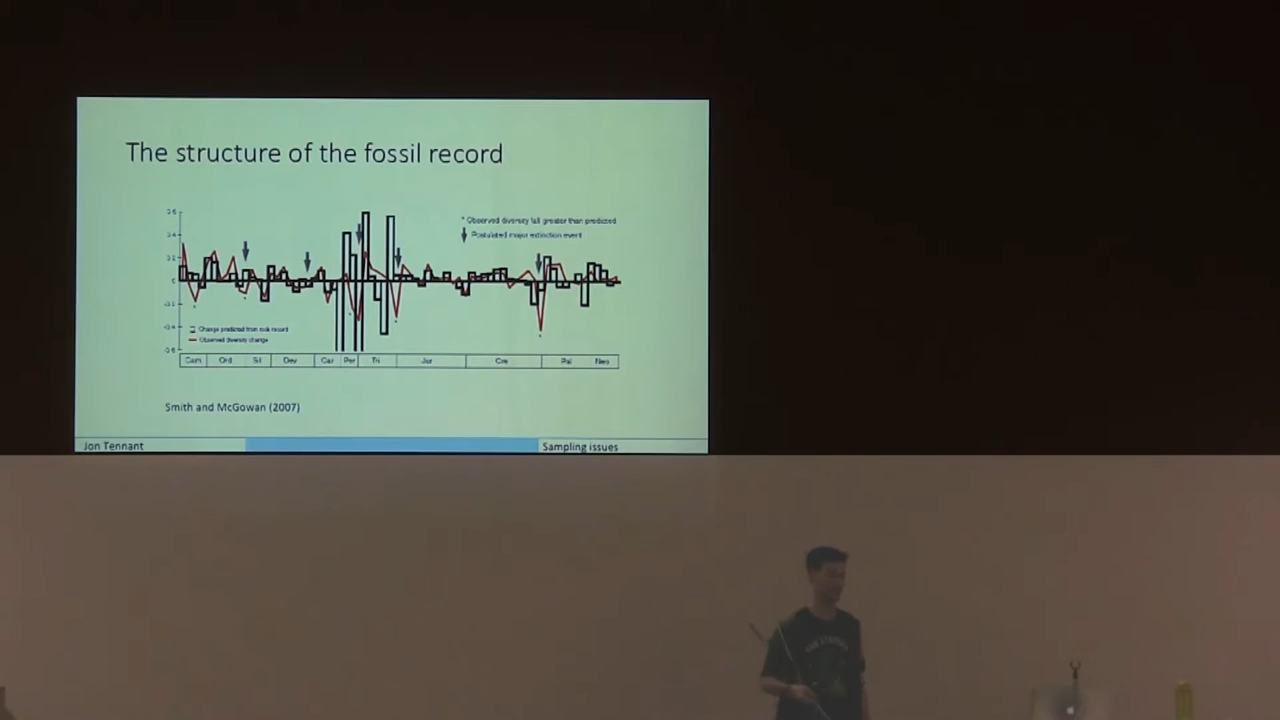 The structure of the fossil record
* Observed diversity fall greater than predicted
Postulated major extinction event
Change predicted from rock record
Observed diversity change
Cam Ord Sil Dev Car Per Tri Jur Cre Pal Neo
Smith and McGowan (2007)
Jon Tennant
Sampling issues